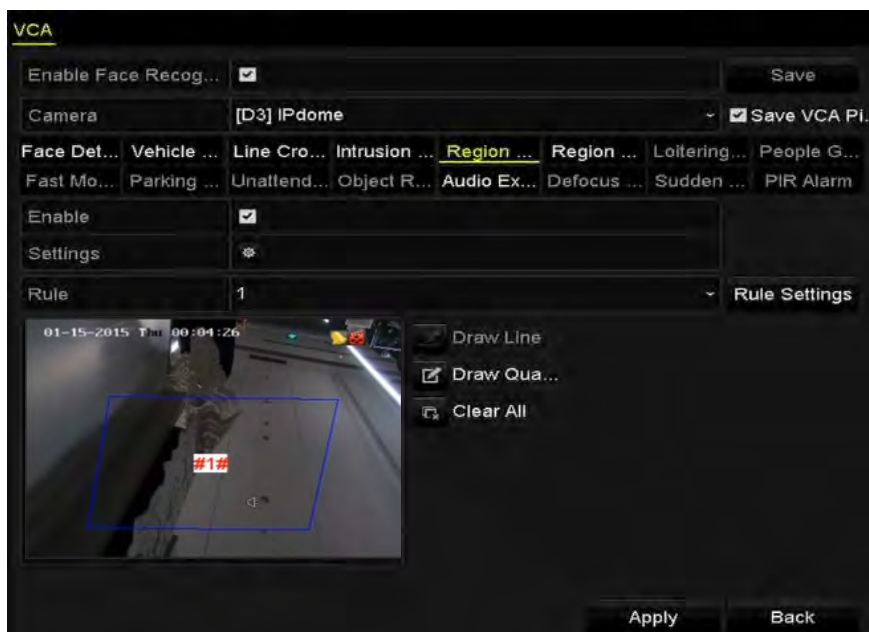 VCA
Enable Face Recog... Save
Camera [D3] IPdome Save VCA Pi.
Face Det... Vehicle ... Line Cro... Intrusion ... Region ... Region ... Loitering... People G...
Fast Mo... Parking ... Unattend... Object R... Audio Ex... Defocus ... Sudden ... PIR Alarm
Enable
Settings
Rule 1 Rule Settings
01-15-2015 Thu 00:04:26
Draw Line
Draw Qua...
Clear All
#1#
Apply Back